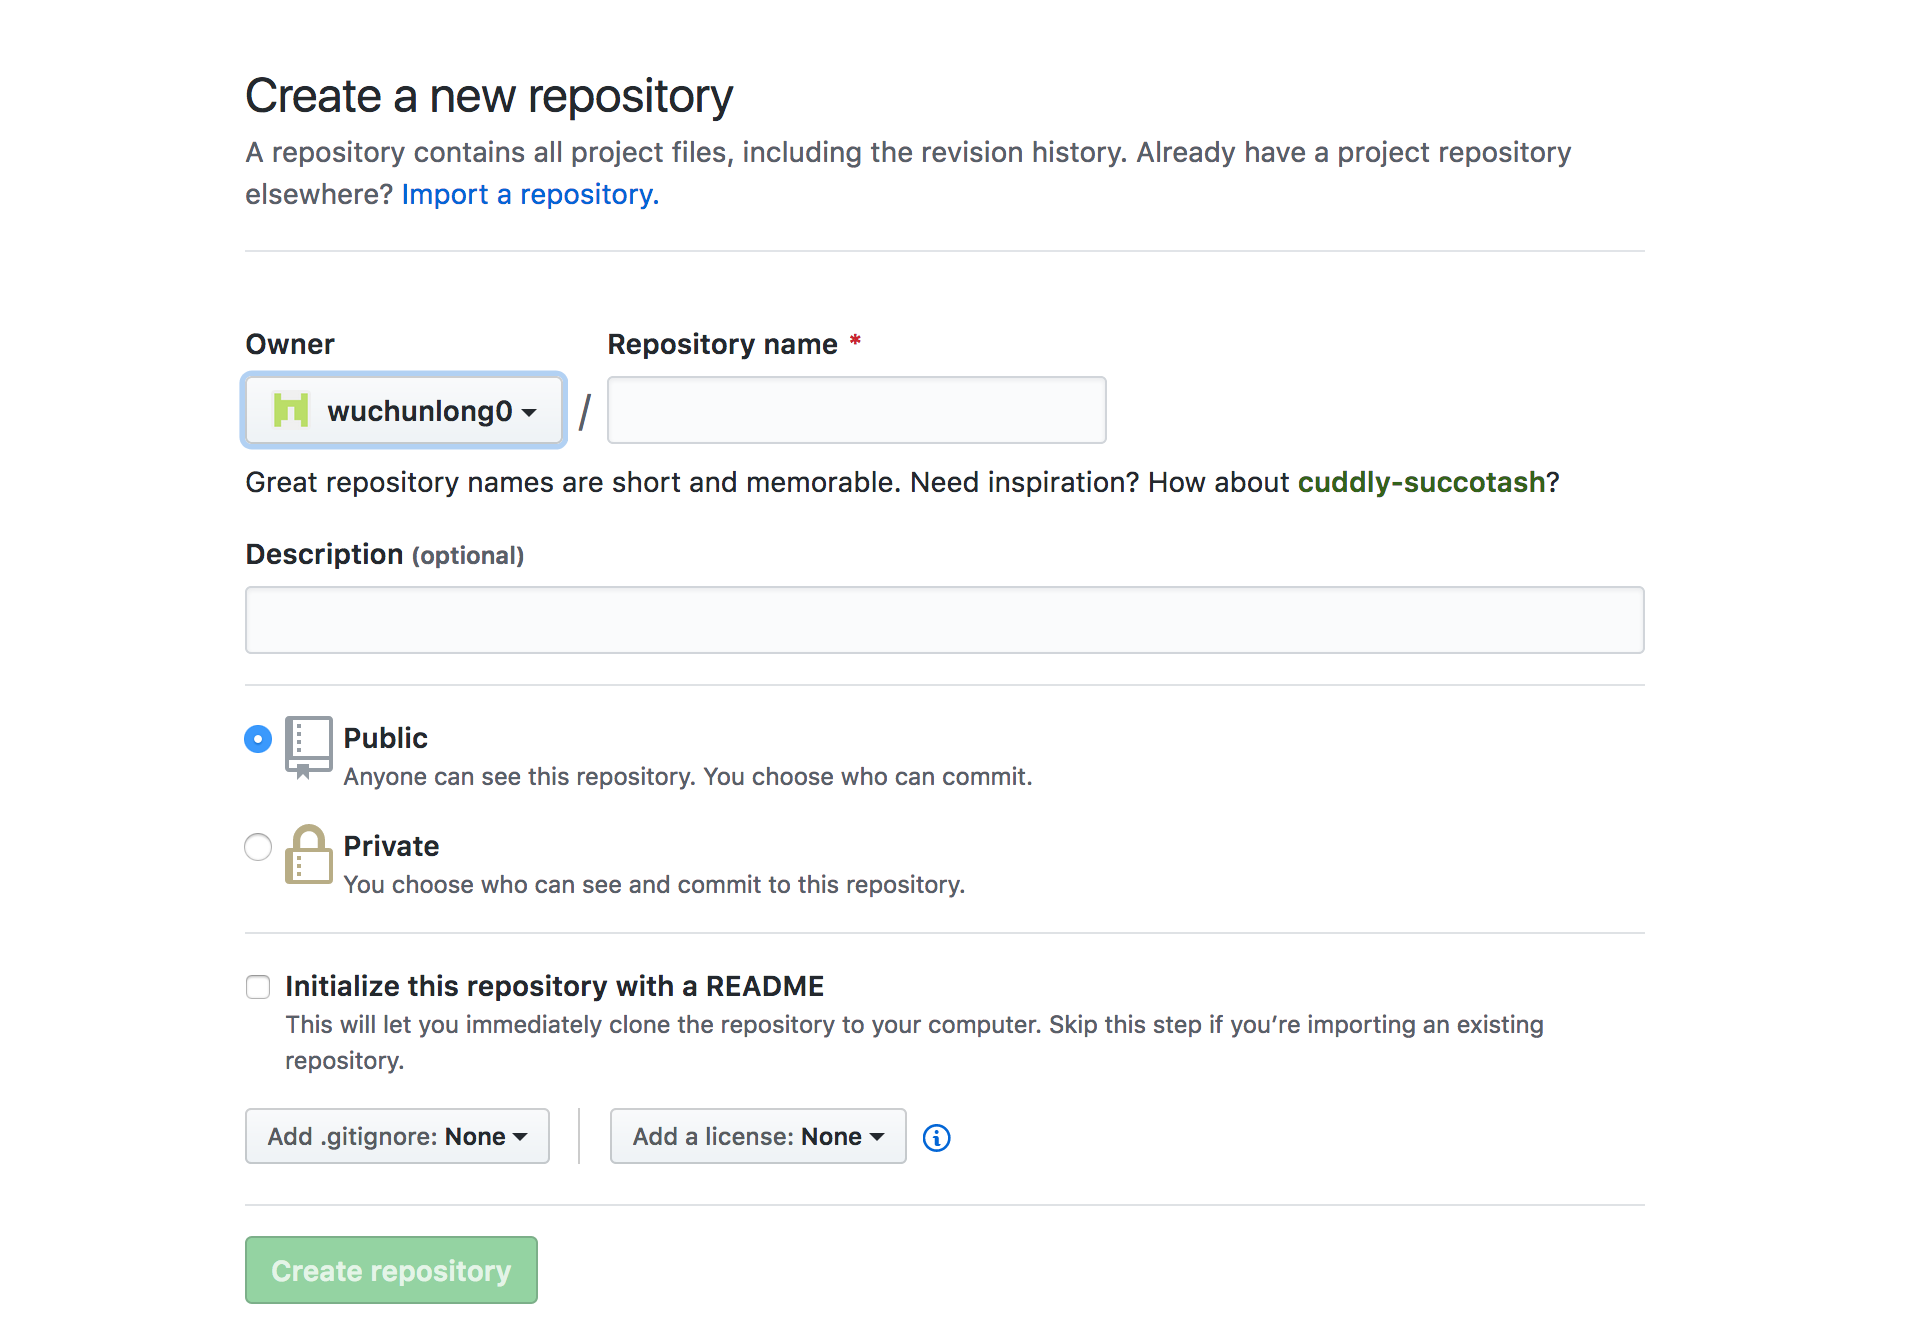 Create a new repository
A repository contains all project files, including the revision history. Already have a project repository
elsewhere? Import a repository.
Owner
Repository name *
wuchunlong0
/
Great repository names are short and memorable. Need inspiration? How about cuddly-succotash?
Description (optional)
Public
Anyone can see this repository. You choose who can commit.
Private
You choose who can see and commit to this repository.
Initialize this repository with a README
This will let you immediately clone the repository to your computer. Skip this step if you’re importing an existing
repository.
Add .gitignore: None
Add a license: None
Create repository